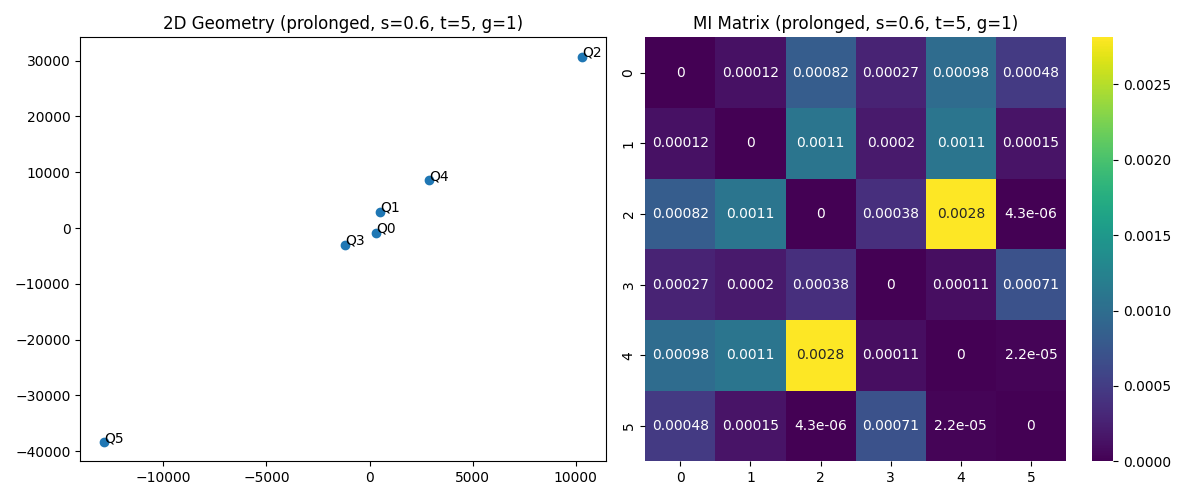 2D Geometry (prolonged, s=0.6, t=5, g=1)
30000
20000
10000
0
−10000
−20000
−30000
−40000
−10000 −5000 0 5000 10000
Q2
Q4
Q1
Q0
Q3
Q5
MI Matrix (prolonged, s=0.6, t=5, g=1)
0 0 0.00012 0.00082 0.00027 0.00098 0.00048
1 0.00012 0 0.0011 0.0002 0.0011 0.00015
2 0.00082 0.0011 0 0.00038 0.0028 4.3e-06
3 0.00027 0.0002 0.00038 0 0.00011 0.00071
4 0.00098 0.0011 0.0028 0.00011 0 2.2e-05
5 0.00048 0.00015 4.3e-06 0.00071 2.2e-05 0
0 1 2 3 4 5
0.0025
0.0020
0.0015
0.0010
0.0005
0.0000